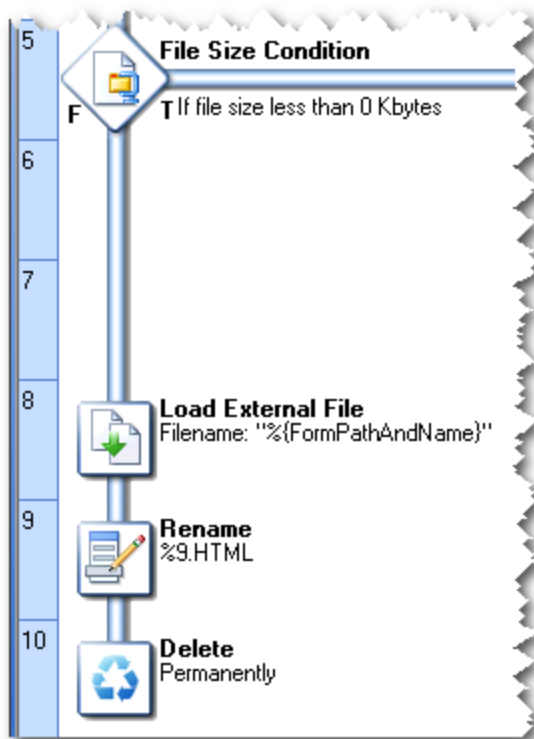 5
File Size Condition
F
T If file size less than 0 Kbytes
6
7
8
Load External File
Filename: "%{FormPathAndName}"
9
Rename
%9.HTML
10
Delete
Permanently